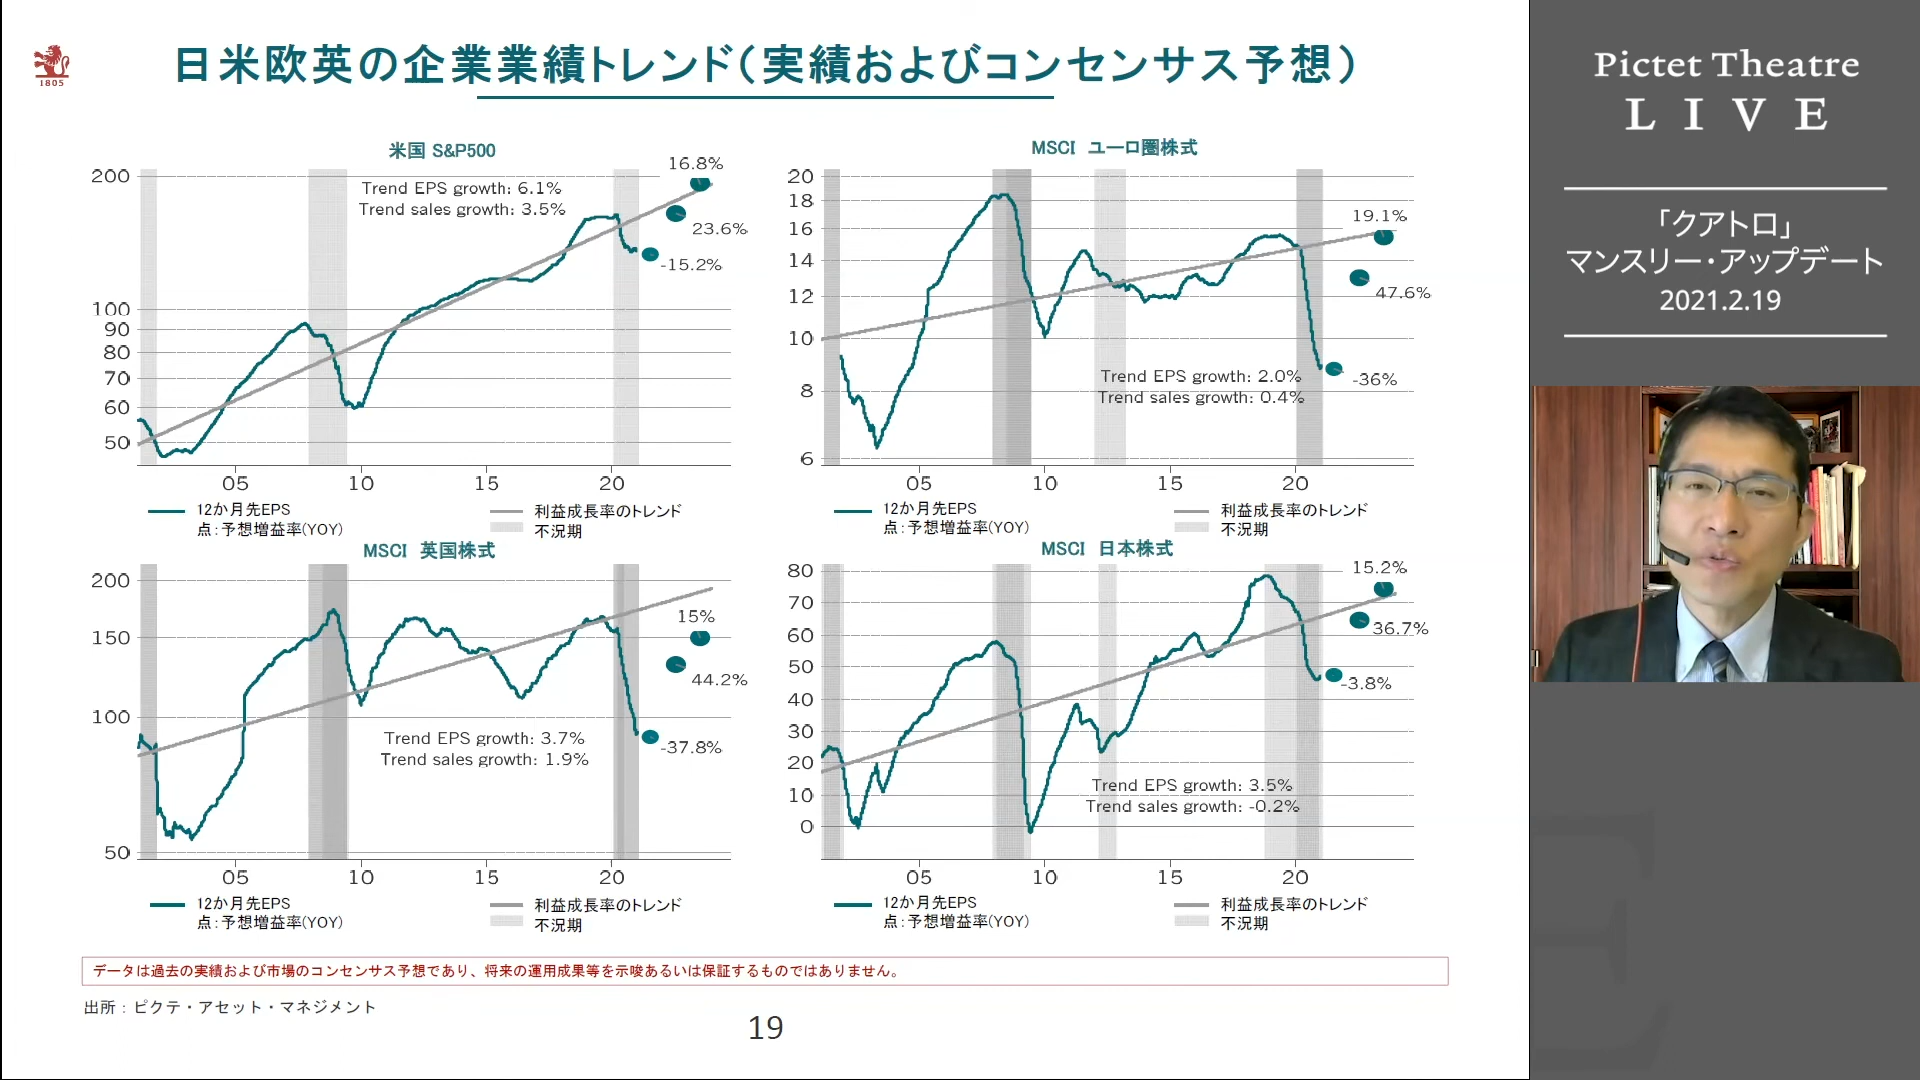 1805
日米欧英の企業業績トレンド(実績およびコンセンサス予想)
米国 S&P500
200
100
90
80
70
60
50
Trend EPS growth: 6.1%
Trend sales growth: 3.5%
16.8%
23.6%
-15.2%
05 10 15 20
12か月先EPS
点:予想増益率(YOY)
利益成長率のトレンド
不況期
MSCI ユーロ圏株式
20
18
16
14
12
10
8
6
19.1%
47.6%
-36%
Trend EPS growth: 2.0%
Trend sales growth: 0.4%
05 10 15 20
12か月先EPS
点:予想増益率(YOY)
利益成長率のトレンド
不況期
MSCI 英国株式
200
150
100
50
15%
44.2%
-37.8%
Trend EPS growth: 3.7%
Trend sales growth: 1.9%
05 10 15 20
12か月先EPS
点:予想増益率(YOY)
利益成長率のトレンド
不況期
MSCI 日本株式
80
70
60
50
40
30
20
10
0
15.2%
36.7%
-3.8%
Trend EPS growth: 3.5%
Trend sales growth: -0.2%
05 10 15 20
12か月先EPS
点:予想増益率(YOY)
利益成長率のトレンド
不況期
データは過去の実績および市場のコンセンサス予想であり、将来の運用成果等を示唆あるいは保証するものではありません。
出所:ピクテ・アセット・マネジメント
19
Pictet Theatre
LIVE
「クアトロ」
マンスリー・アップデート
2021.2.19